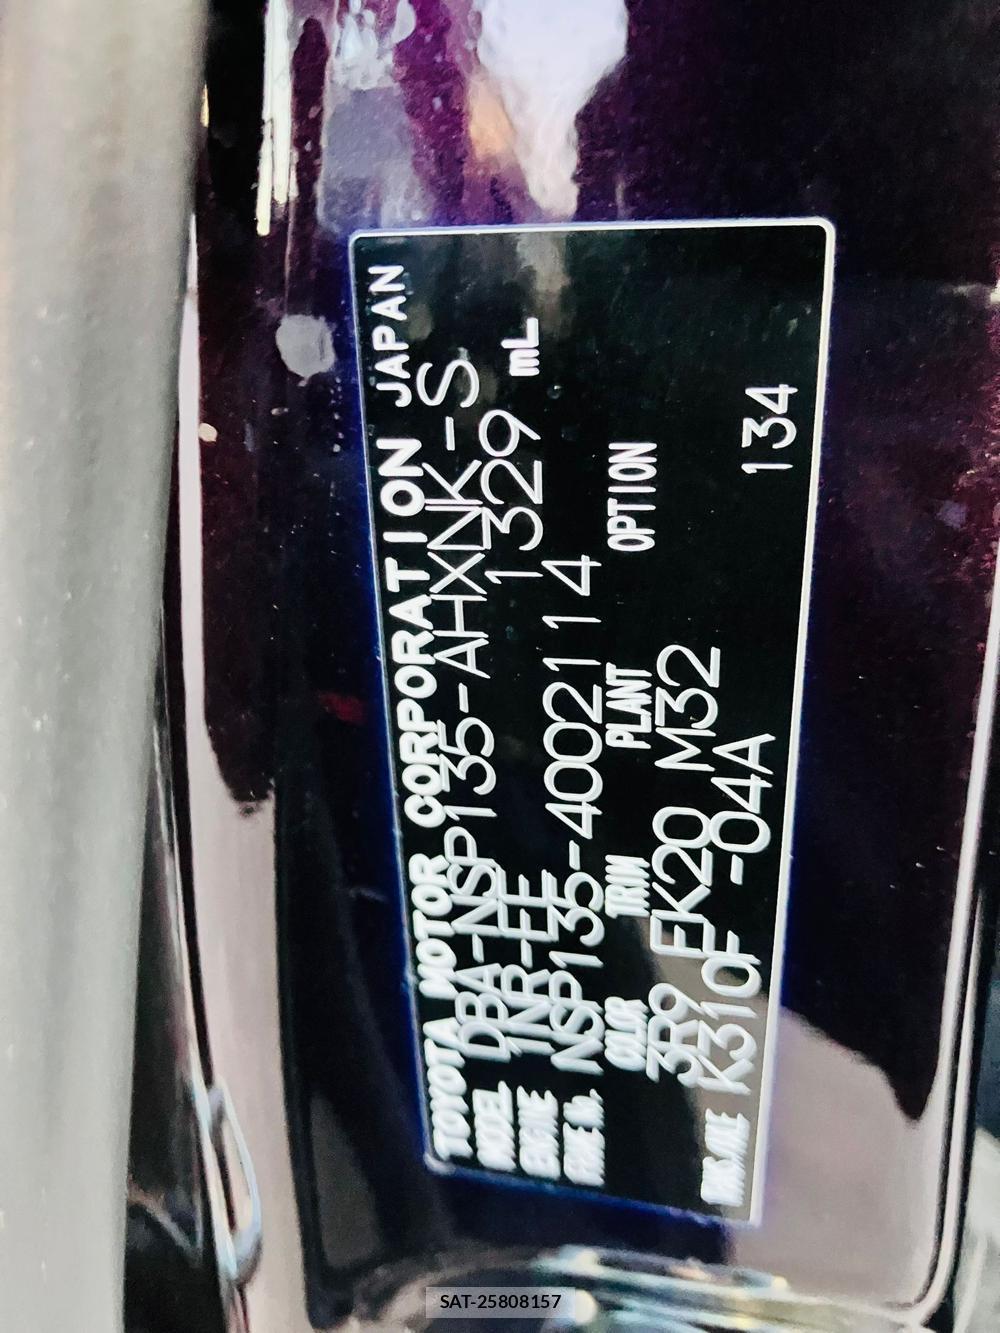 TOYOTA MOTOR CORPORATION JAPAN
MODEL DBA-NSP135-AHXNK-S
ENGINE 1NR-FE 1329 mL
FRAME No. NSP135-4002114
COLOR TRIM PLANT OPTION
3R9 FK20 M32
TRANS/AXLE K310F -04A 134
SAT-25808157